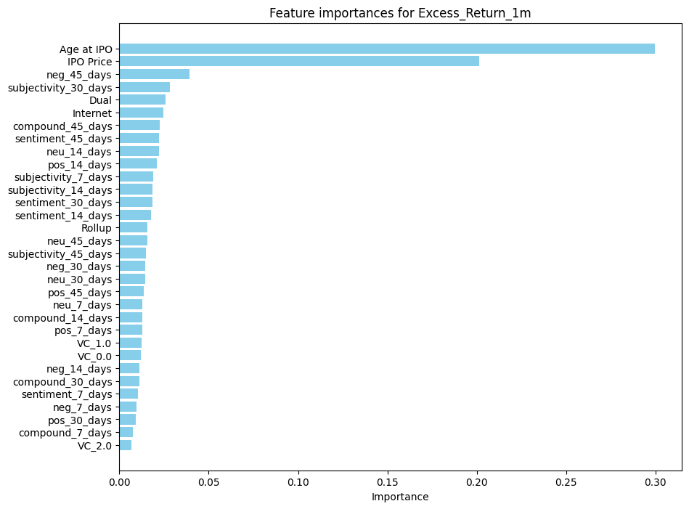 Feature importances for Excess_Return_1m
Age at IPO
IPO Price
neg_45_days
subjectivity_30_days
Dual
Internet
compound_45_days
sentiment_45_days
neu_14_days
pos_14_days
subjectivity_7_days
subjectivity_14_days
sentiment_30_days
sentiment_14_days
Rollup
neu_45_days
subjectivity_45_days
neg_30_days
neu_30_days
pos_45_days
neu_7_days
compound_14_days
pos_7_days
VC_1.0
VC_0.0
neg_14_days
compound_30_days
sentiment_7_days
neg_7_days
pos_30_days
compound_7_days
VC_2.0
0.00 0.05 0.10 0.15 0.20 0.25 0.30
Importance